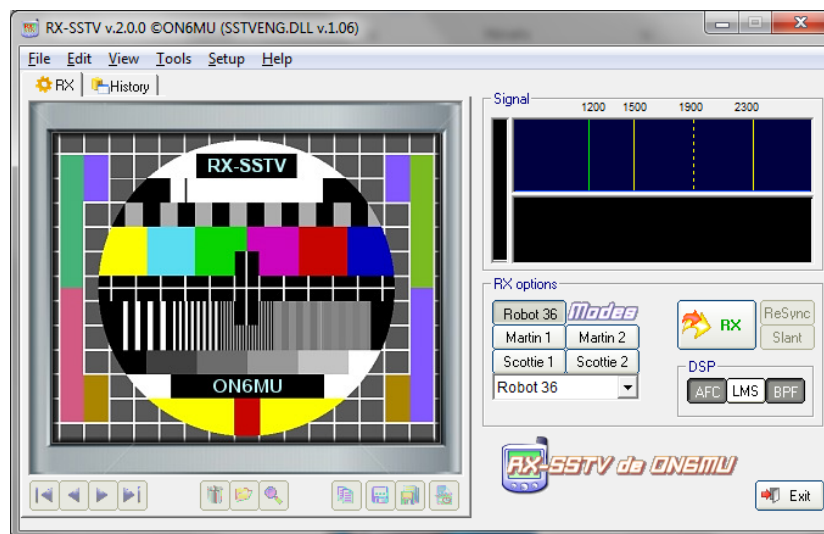 RX-SSTV v.2.0.0 ©ON6MU (SSTVENG.DLL v.1.06)
File Edit View Tools Setup Help
RX History
RX-SSTV
ON6MU
Signal
1200 1500 1900 2300
RX options
Robot 36 Modes
Martin 1 Martin 2
Scottie 1 Scottie 2
Robot 36
RX
ReSync
Slant
DSP
AFC LMS BPF
RX-SSTV de ON6MU
Exit